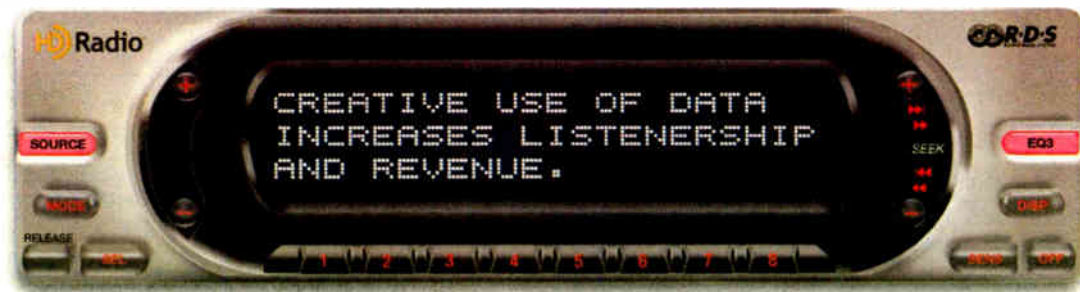 HD Radio
R·D·S
CREATIVE USE OF DATA
INCREASES LISTENERSHIP
AND REVENUE.
SOURCE
EQ3
SEEK
MODE
DISP
RELEASE
1 2 3 4 5 6 7 8
OFF